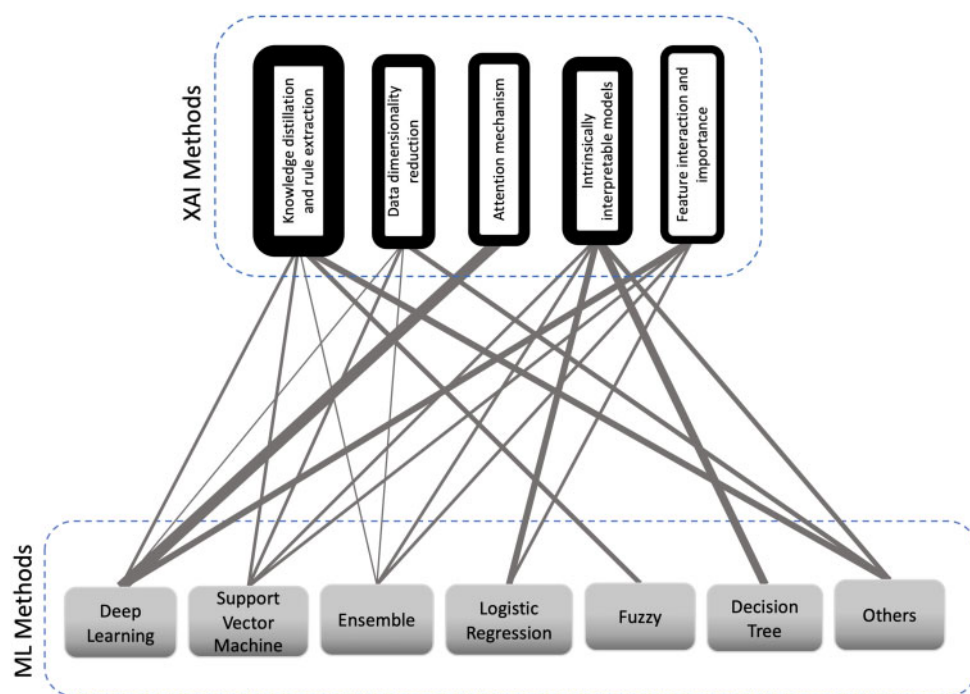 XAI Methods
Knowledge distillation
and rule extraction
Data dimensionality
reduction
Attention mechanism
Intrinsically
interpretable models
Feature interaction and
importance
ML Methods
Deep
Learning
Support
Vector
Machine
Ensemble
Logistic
Regression
Fuzzy
Decision
Tree
Others